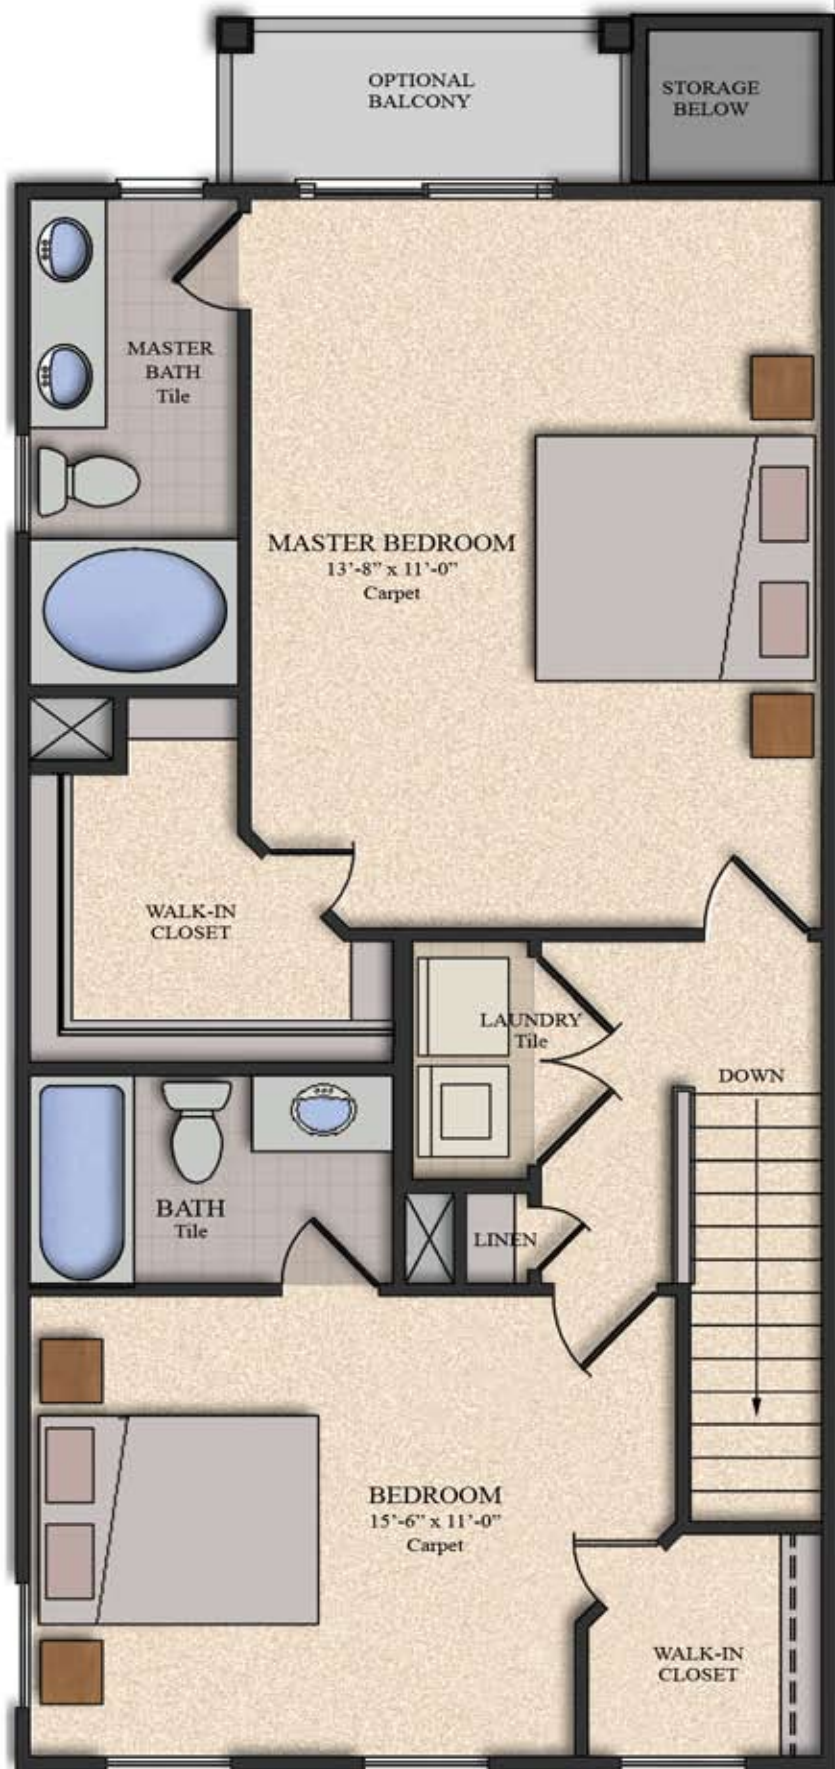 OPTIONAL
BALCONY
STORAGE
BELOW
MASTER
BATH
Tile
MASTER BEDROOM
13’-8” x 11’-0”
Carpet
WALK-IN
CLOSET
LAUNDRY
Tile
DOWN
BATH
Tile
LINEN
BEDROOM
15’-6” x 11’-0”
Carpet
WALK-IN
CLOSET